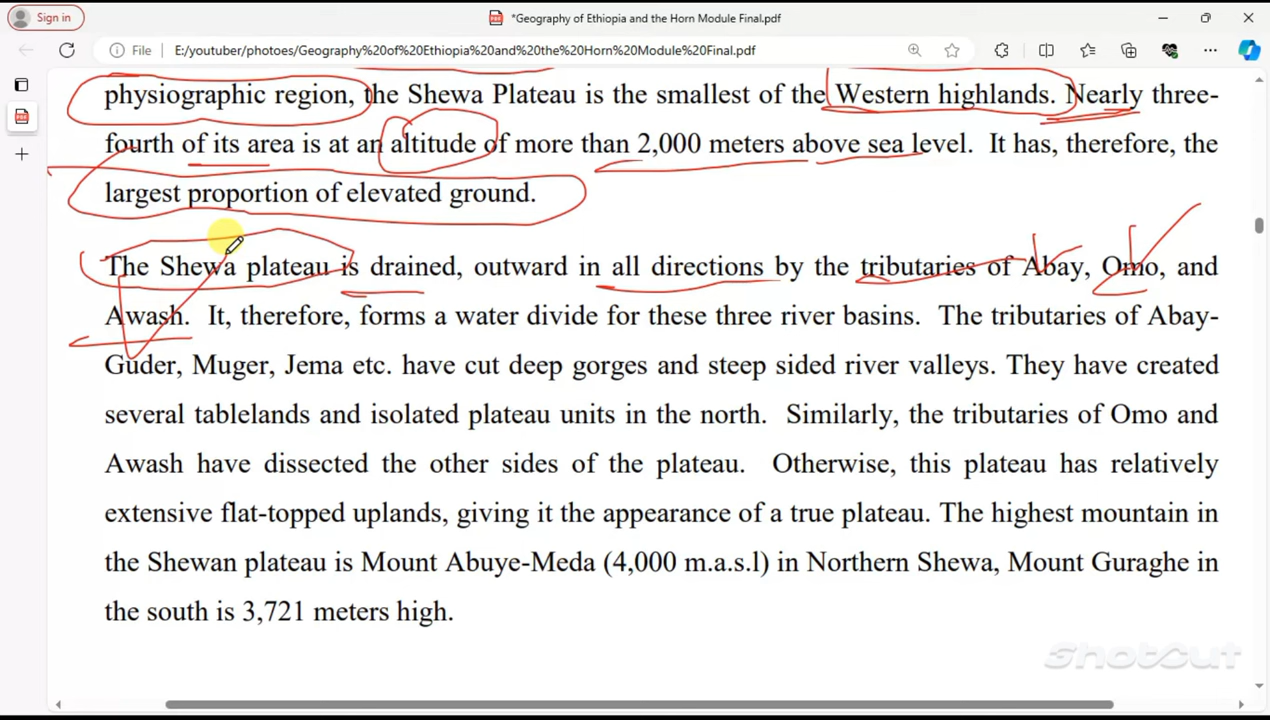 Sign in
*Geography of Ethiopia and the Horn Module Final.pdf
File
E:/youtuber/photoes/Geography%20of%20Ethiopia%20and%20the%20Horn%20Module%20Final.pdf
physiographic region, the Shewa Plateau is the smallest of the Western highlands. Nearly three-
fourth of its area is at an altitude of more than 2,000 meters above sea level. It has, therefore, the
largest proportion of elevated ground.
The Shewa plateau is drained, outward in all directions by the tributaries of Abay, Omo, and
Awash. It, therefore, forms a water divide for these three river basins. The tributaries of Abay-
Guder, Muger, Jema etc. have cut deep gorges and steep sided river valleys. They have created
several tablelands and isolated plateau units in the north. Similarly, the tributaries of Omo and
Awash have dissected the other sides of the plateau. Otherwise, this plateau has relatively
extensive flat-topped uplands, giving it the appearance of a true plateau. The highest mountain in
the Shewan plateau is Mount Abuye-Meda (4,000 m.a.s.l) in Northern Shewa, Mount Guraghe in
the south is 3,721 meters high.
SHOTCUT